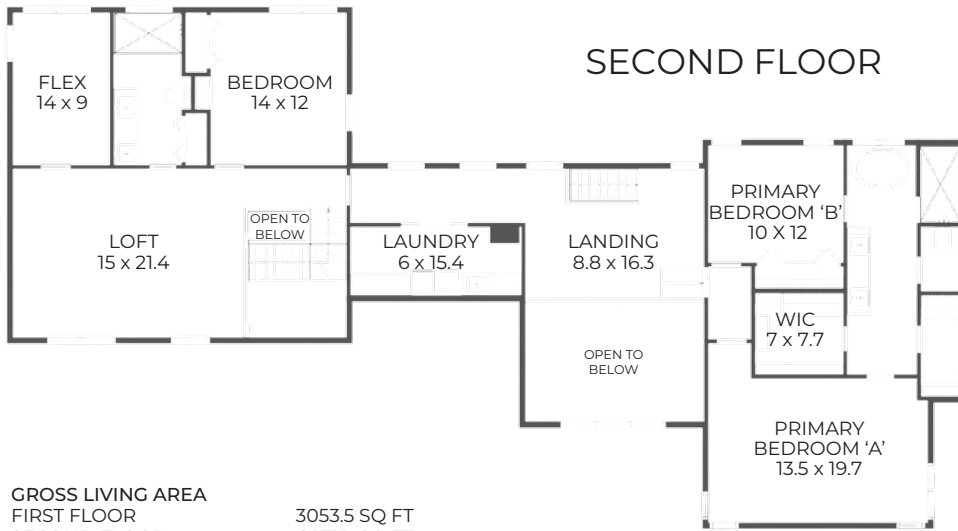 SECOND FLOOR
FLEX
14 x 9
BEDROOM
14 x 12
PRIMARY
BEDROOM ‘B’
10 X 12
OPEN TO
BELOW
LOFT
15 x 21.4
LAUNDRY
6 x 15.4
LANDING
8.8 x 16.3
WIC
7 x 7.7
OPEN TO
BELOW
PRIMARY
BEDROOM ‘A’
13.5 x 19.7
GROSS LIVING AREA
FIRST FLOOR 3053.5 SQ FT